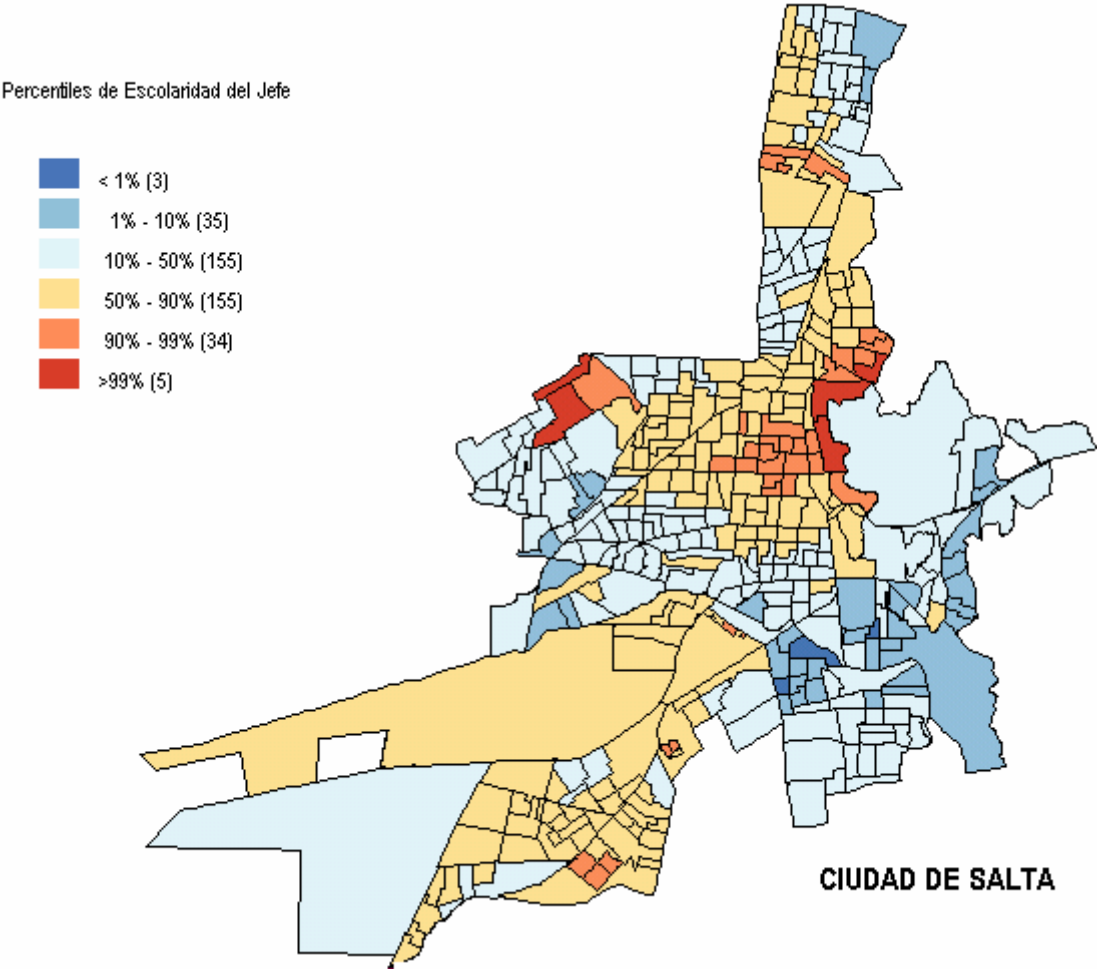 Percentiles de Escolaridad del Jefe
< 1% (3)
1% - 10% (35)
10% - 50% (155)
50% - 90% (155)
90% - 99% (34)
>99% (5)
CIUDAD DE SALTA